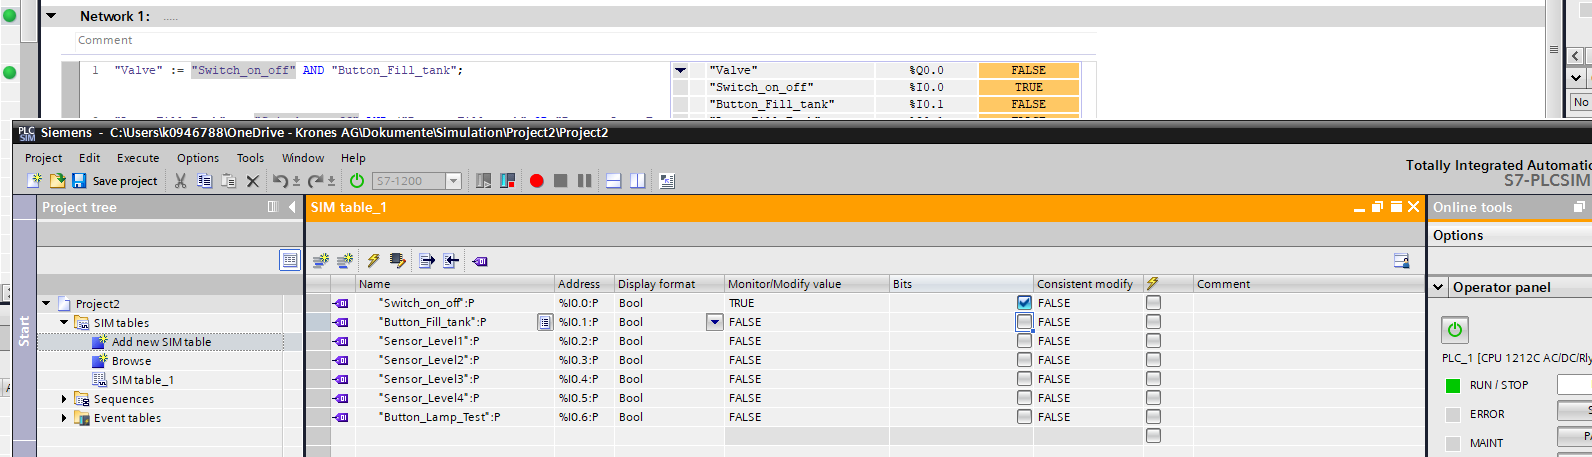 Network 1: .....
Comment
1 "Valve" := "Switch_on_off" AND "Button_Fill_tank";
"Valve" %Q0.0 FALSE
"Switch_on_off" %I0.0 TRUE
"Button_Fill_tank" %I0.1 FALSE
No
PLC SIM Siemens - C:\Users\k0946788\OneDrive - Krones AG\Dokumente\Simulation\Project2\Project2
Project Edit Execute Options Tools Window Help
Totally Integrated Automatio
S7-PLCSIM
Save project S7-1200
Project tree
SIM table_1
Online tools
Options
Name Address Display format Monitor/Modify value Bits Consistent modify Comment
Operator panel
Start
Project2
SIM tables
Add new SIM table
Browse
SIM table_1
Sequences
Event tables
"Switch_on_off":P %I0.0:P Bool TRUE FALSE
"Button_Fill_tank":P %I0.1:P Bool FALSE FALSE
"Sensor_Level1":P %I0.2:P Bool FALSE FALSE
"Sensor_Level2":P %I0.3:P Bool FALSE FALSE
"Sensor_Level3":P %I0.4:P Bool FALSE FALSE
"Sensor_Level4":P %I0.5:P Bool FALSE FALSE
"Button_Lamp_Test":P %I0.6:P Bool FALSE FALSE
PLC_1 [CPU 1212C AC/DC/Rly
RUN / STOP
ERROR
MAINT